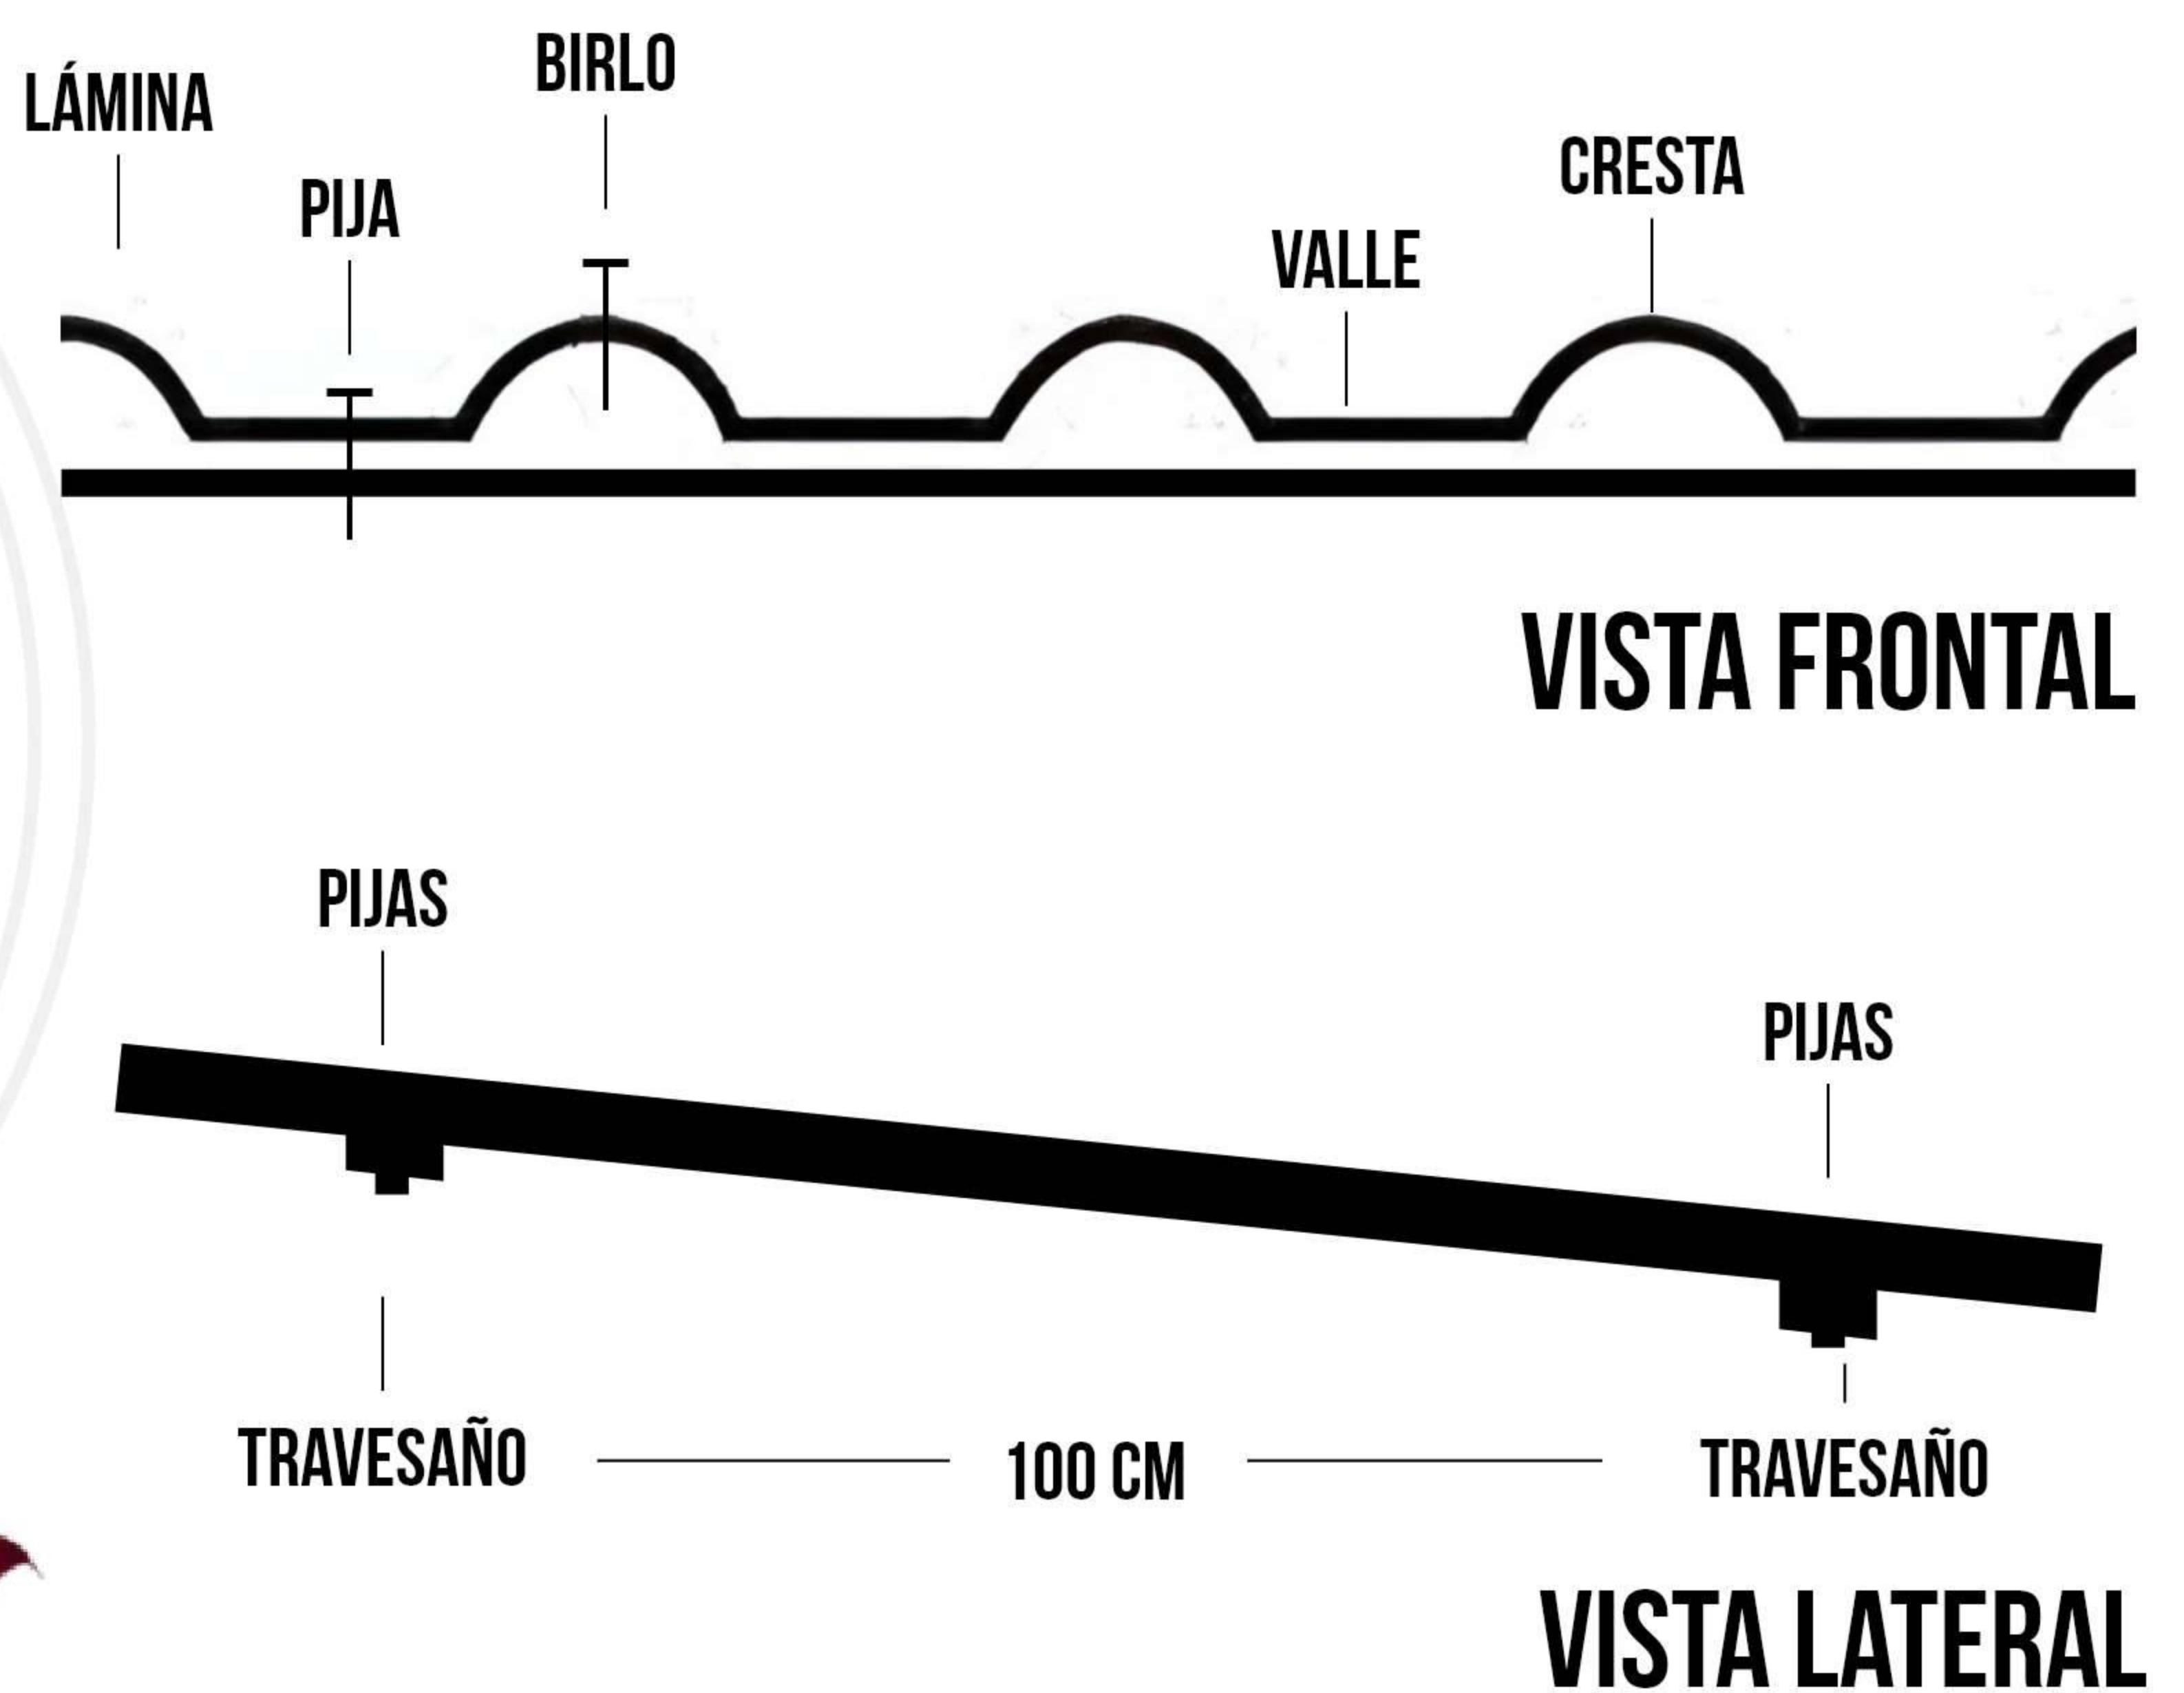 BIRLO
LÁMINA
CRESTA
PIJA
VALLE
VISTA FRONTAL
PIJAS
PIJAS
TRAVESAÑO
100 CM
TRAVESAÑO
VISTA LATERAL